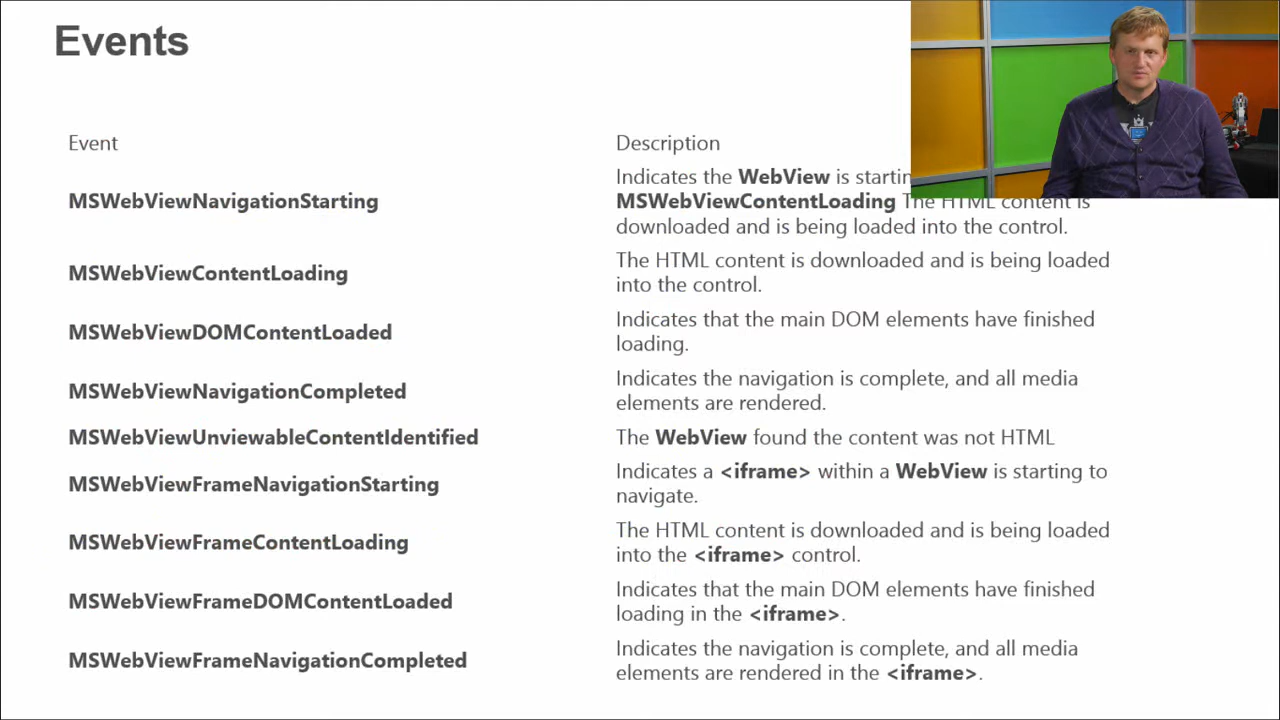 Events
Event
Description
MSWebViewNavigationStarting
Indicates the WebView is
MSWebViewContentLoading The HTML content is
downloaded and is being loaded into the control.
MSWebViewContentLoading
The HTML content is downloaded and is being loaded
into the control.
MSWebViewDOMContentLoaded
Indicates that the main DOM elements have finished
loading.
MSWebViewNavigationCompleted
Indicates the navigation is complete, and all media
elements are rendered.
MSWebViewUnviewableContentIdentified
The WebView found the content was not HTML
MSWebViewFrameNavigationStarting
Indicates a <iframe> within a WebView is starting to
navigate.
MSWebViewFrameContentLoading
The HTML content is downloaded and is being loaded
into the <iframe> control.
MSWebViewFrameDOMContentLoaded
Indicates that the main DOM elements have finished
loading in the <iframe>.
MSWebViewFrameNavigationCompleted
Indicates the navigation is complete, and all media
elements are rendered in the <iframe>.